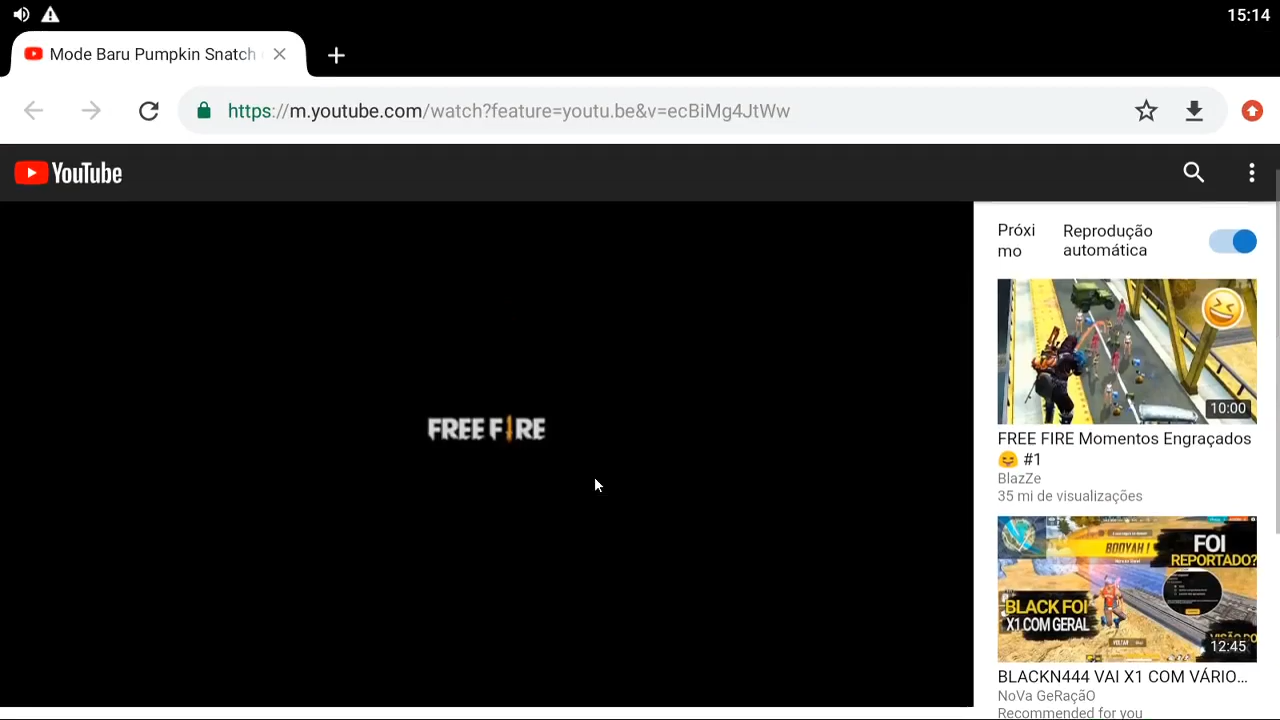 15:14
Mode Baru Pumpkin Snatch
https://m.youtube.com/watch?feature=youtu.be&v=ecBiMg4JtWw
YouTube
Próxi
mo
Reprodução
automática
FREE FIRE
10:00
FREE FIRE Momentos Engraçados
😆 #1
BlazZe
35 mi de visualizações
BOOYAH !
FOI
REPORTADO?
BLACK FOI
X1 COM GERAL
VOLTAR
12:45
BLACKN444 VAI X1 COM VÁRIO...
NoVa GeRaçãO
Recommended for you